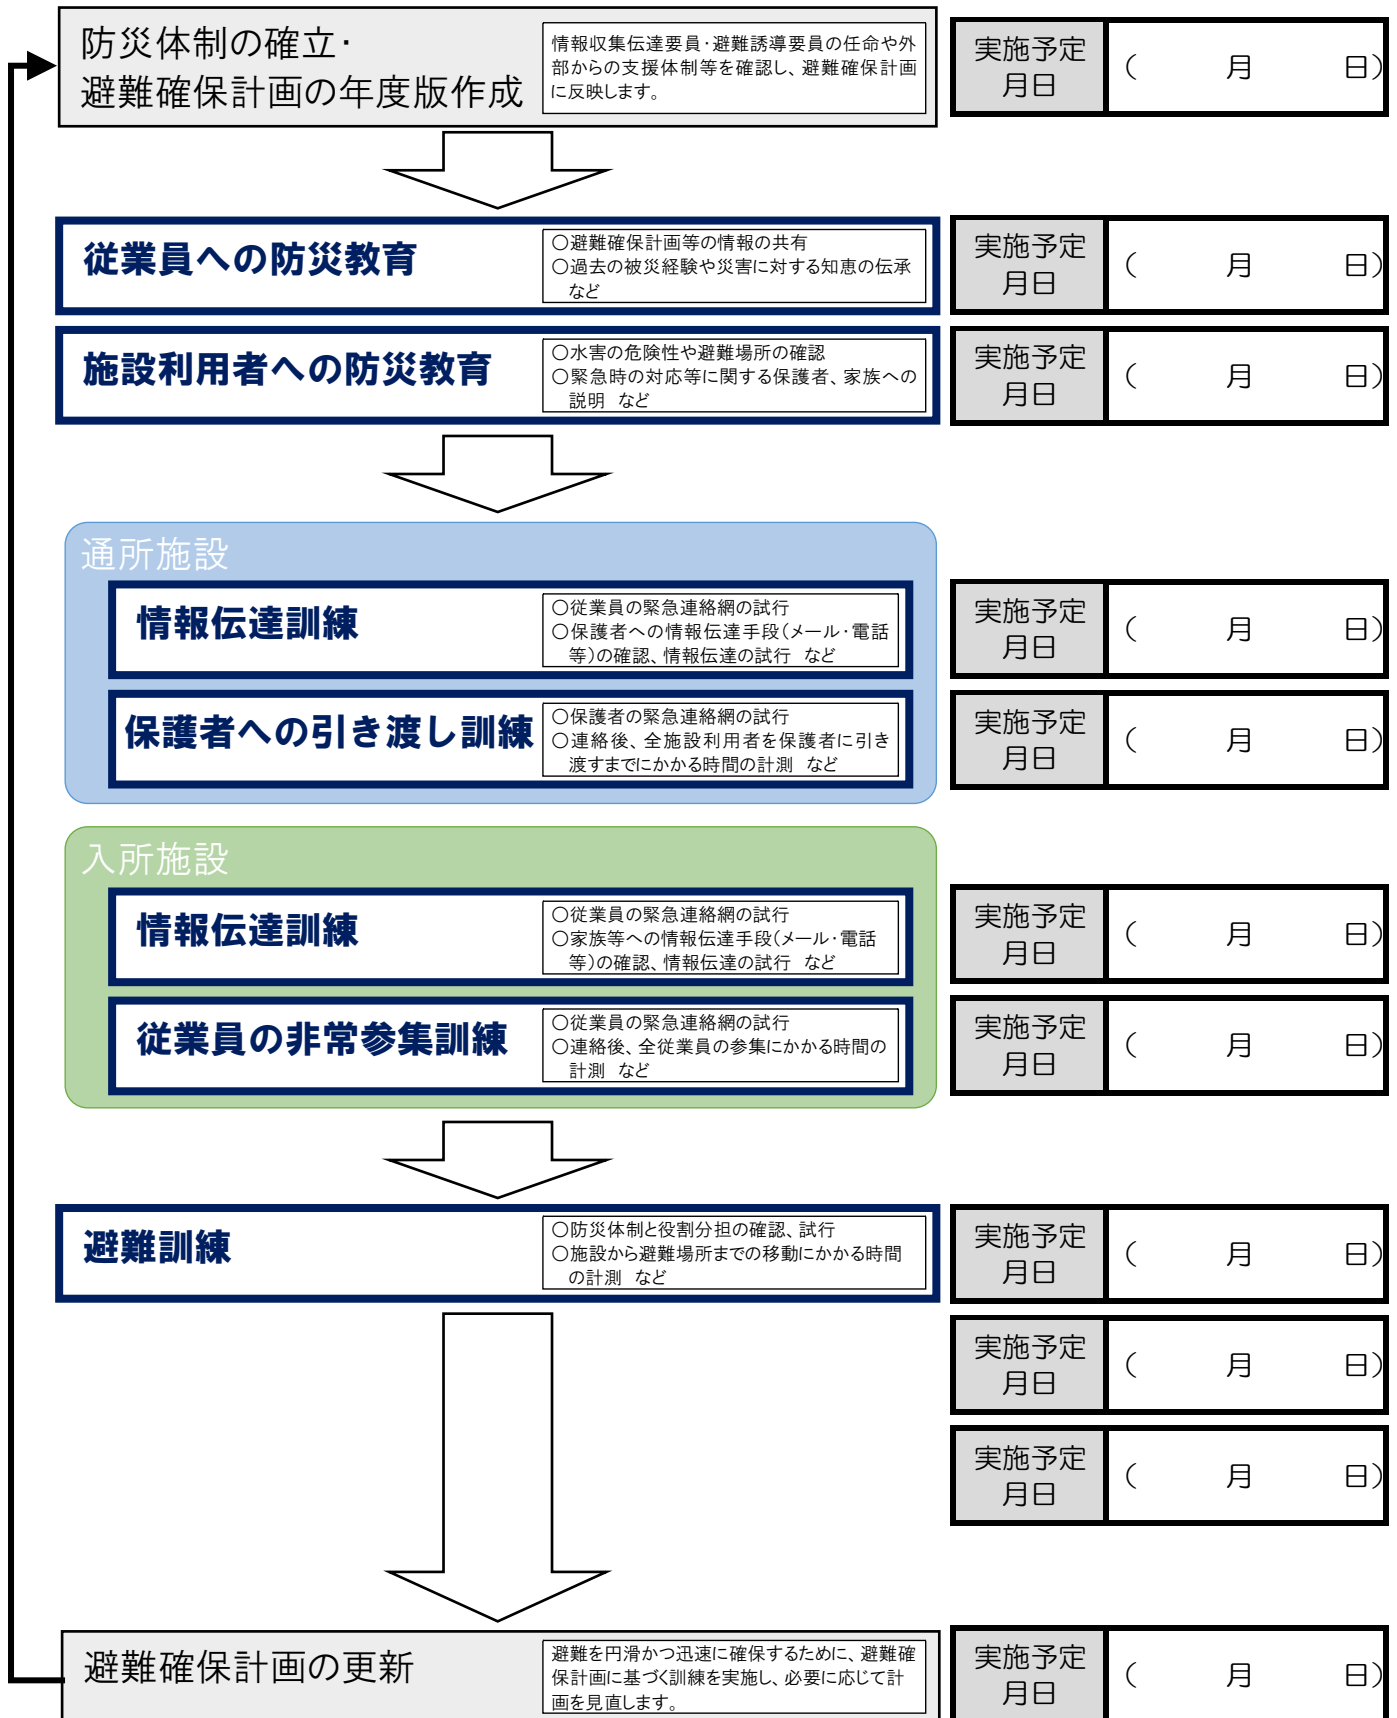 防災体制の確立・
避難確保計画の年度版作成
情報収集伝達要員・避難誘導要員の任命や外
部からの支援体制等を確認し、避難確保計画
に反映します。
実施予定
月日
（　月　日）
従業員への防災教育
○避難確保計画等の情報の共有
○過去の被災経験や災害に対する知恵の伝承
など
実施予定
月日
（　月　日）
施設利用者への防災教育
○水害の危険性や避難場所の確認
○緊急時の対応等に関する保護者、家族への
説明　など
実施予定
月日
（　月　日）
通所施設
情報伝達訓練
○従業員の緊急連絡網の試行
○保護者への情報伝達手段（メール・電話
等）の確認、情報伝達の試行　など
実施予定
月日
（　月　日）
保護者への引き渡し訓練
○保護者の緊急連絡網の試行
○連絡後、全施設利用者を保護者に引き
渡すまでにかかる時間の計測　など
実施予定
月日
（　月　日）
入所施設
情報伝達訓練
○従業員の緊急連絡網の試行
○家族等への情報伝達手段（メール・電話
等）の確認、情報伝達の試行　など
実施予定
月日
（　月　日）
従業員の非常参集訓練
○従業員の緊急連絡網の試行
○連絡後、全従業員の参集にかかる時間の
計測　など
実施予定
月日
（　月　日）
避難訓練
○防災体制と役割分担の確認、試行
○施設から避難場所までの移動にかかる時間
の計測　など
実施予定
月日
（　月　日）
実施予定
月日
（　月　日）
実施予定
月日
（　月　日）
避難確保計画の更新
避難を円滑かつ迅速に確保するために、避難確
保計画に基づく訓練を実施し、必要に応じて計
画を見直します。
実施予定
月日
（　月　日）